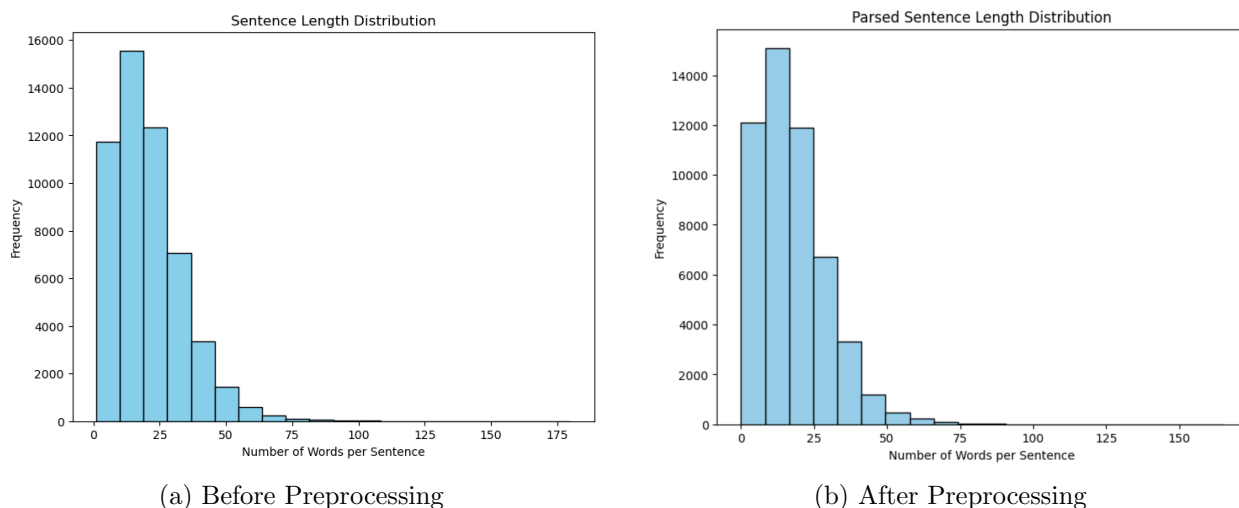 Sentence Length Distribution
16000
14000
12000
10000
8000
6000
4000
2000
0
Frequency
0 25 50 75 100 125 150 175
Number of Words per Sentence
(a) Before Preprocessing
Parsed Sentence Length Distribution
14000
12000
10000
8000
6000
4000
2000
0
Frequency
0 25 50 75 100 125 150
Number of Words per Sentence
(b) After Preprocessing